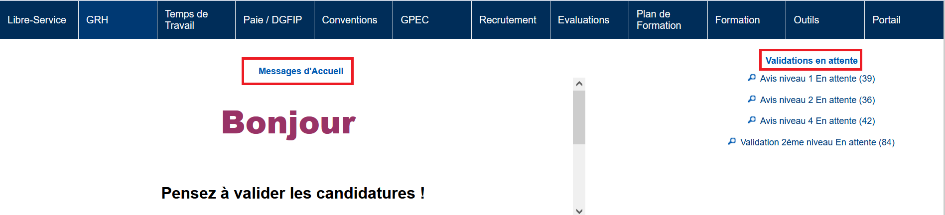 Libre-Service GRH Temps de Travail Paie / DGFIP Conventions GPEC Recrutement Evaluations Plan de Formation Formation Outils Portail
Messages d'Accueil
Bonjour
Pensez à valider les candidatures !
Validations en attente
Avis niveau 1 En attente (39)
Avis niveau 2 En attente (36)
Avis niveau 4 En attente (42)
Validation 2ème niveau En attente (84)